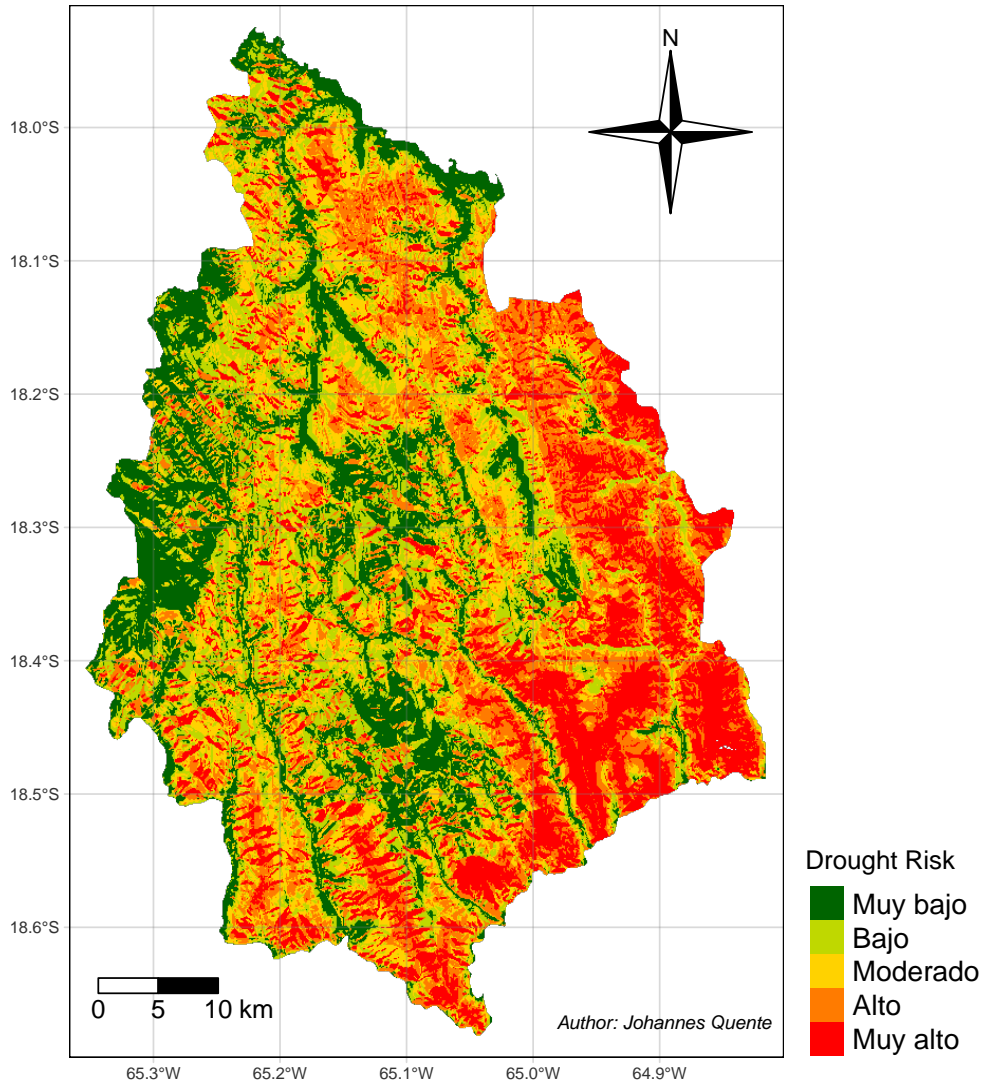 N
18.0°S
18.1°S
18.2°S
18.3°S
18.4°S
18.5°S
18.6°S
0 5 10 km
Author: Johannes Quente
65.3°W 65.2°W 65.1°W 65.0°W 64.9°W
Drought Risk
Muy bajo
Bajo
Moderado
Alto
Muy alto